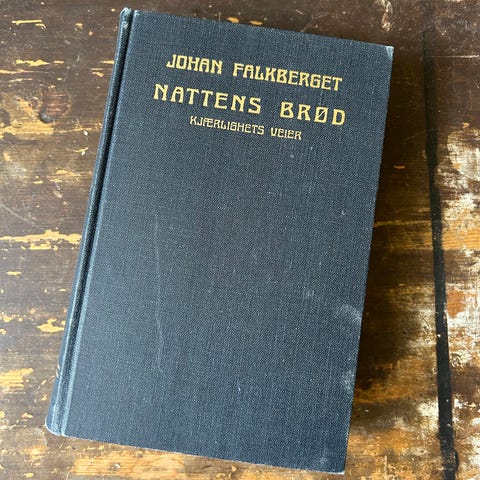 JOHAN FALKBERGET
NATTENS BRØD
KJÆRLIGHETS VEIER